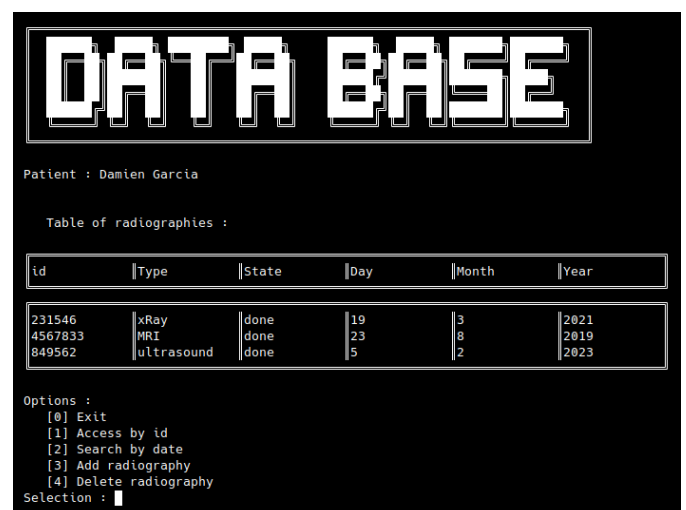 DATA BASE
Patient : Damien Garcia
Table of radiographies :
id Type State Day Month Year
231546 xRay done 19 3 2021
4567833 MRI done 23 8 2019
849562 ultrasound done 5 2 2023
Options :
[0] Exit
[1] Access by id
[2] Search by date
[3] Add radiography
[4] Delete radiography
Selection :